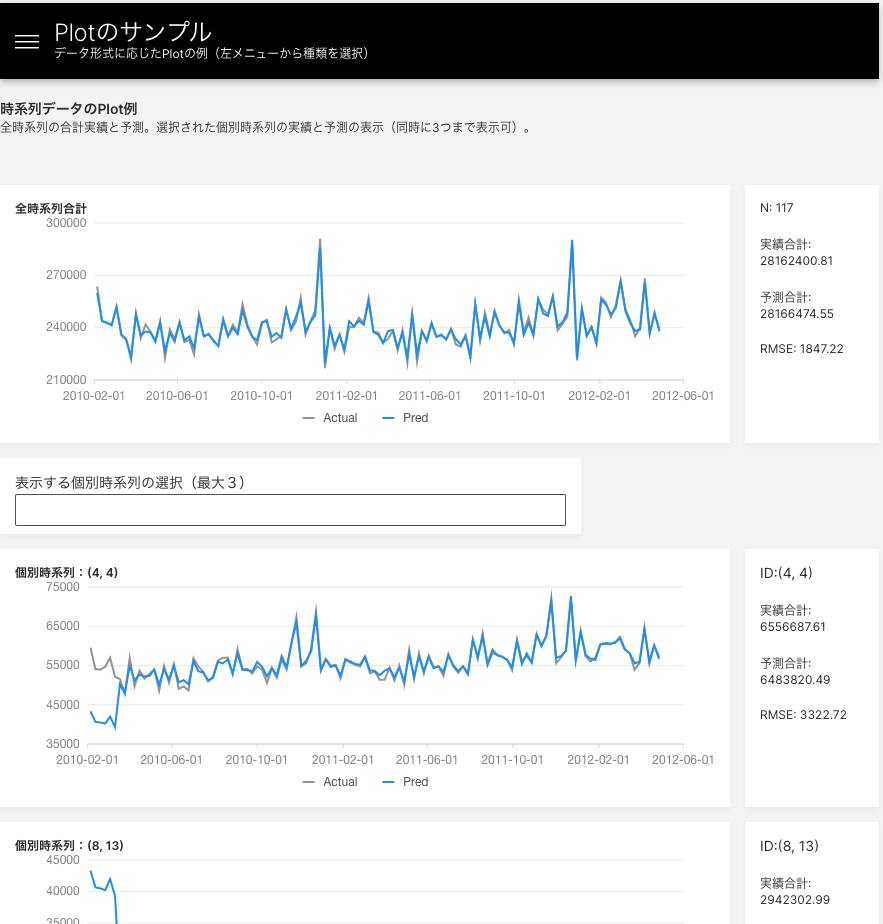 Plotのサンプル
データ形式に応じたPlotの例（左メニューから種類を選択）
時系列データのPlot例
全時系列の合計実績と予測。選択された個別時系列の実績と予測の表示（同時に3つまで表示可）。
全時系列合計
300000
270000
240000
210000
2010-02-01 2010-06-01 2010-10-01 2011-02-01 2011-06-01 2011-10-01 2012-02-01 2012-06-01
Actual Pred
N: 117
実績合計:
28162400.81
予測合計:
28166474.55
RMSE: 1847.22
表示する個別時系列の選択（最大３）
個別時系列：(4, 4)
75000
65000
55000
45000
35000
2010-02-01 2010-06-01 2010-10-01 2011-02-01 2011-06-01 2011-10-01 2012-02-01 2012-06-01
Actual Pred
ID:(4, 4)
実績合計:
6556687.61
予測合計:
6483820.49
RMSE: 3322.72
個別時系列：(8, 13)
45000
40000
35000
ID:(8, 13)
実績合計:
2942302.99